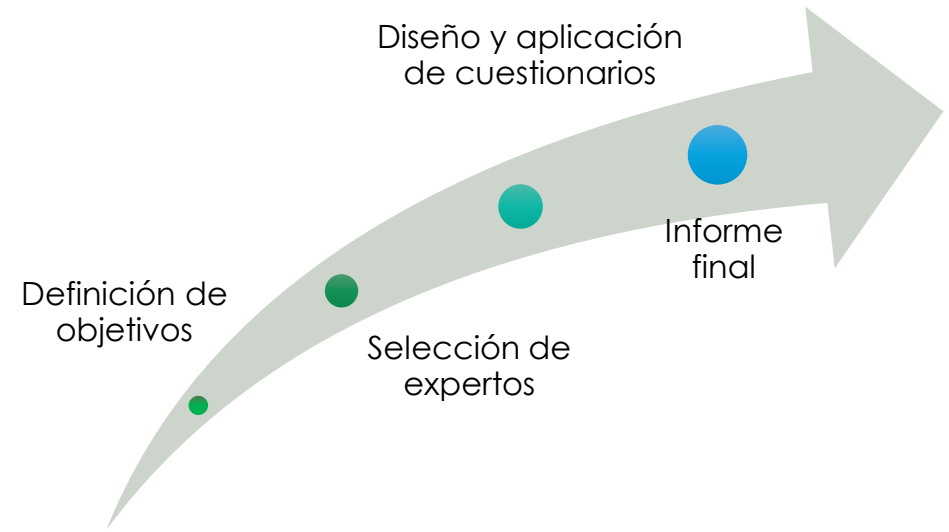 Definición de
objetivos
Selección de
expertos
Diseño y aplicación
de cuestionarios
Informe
final